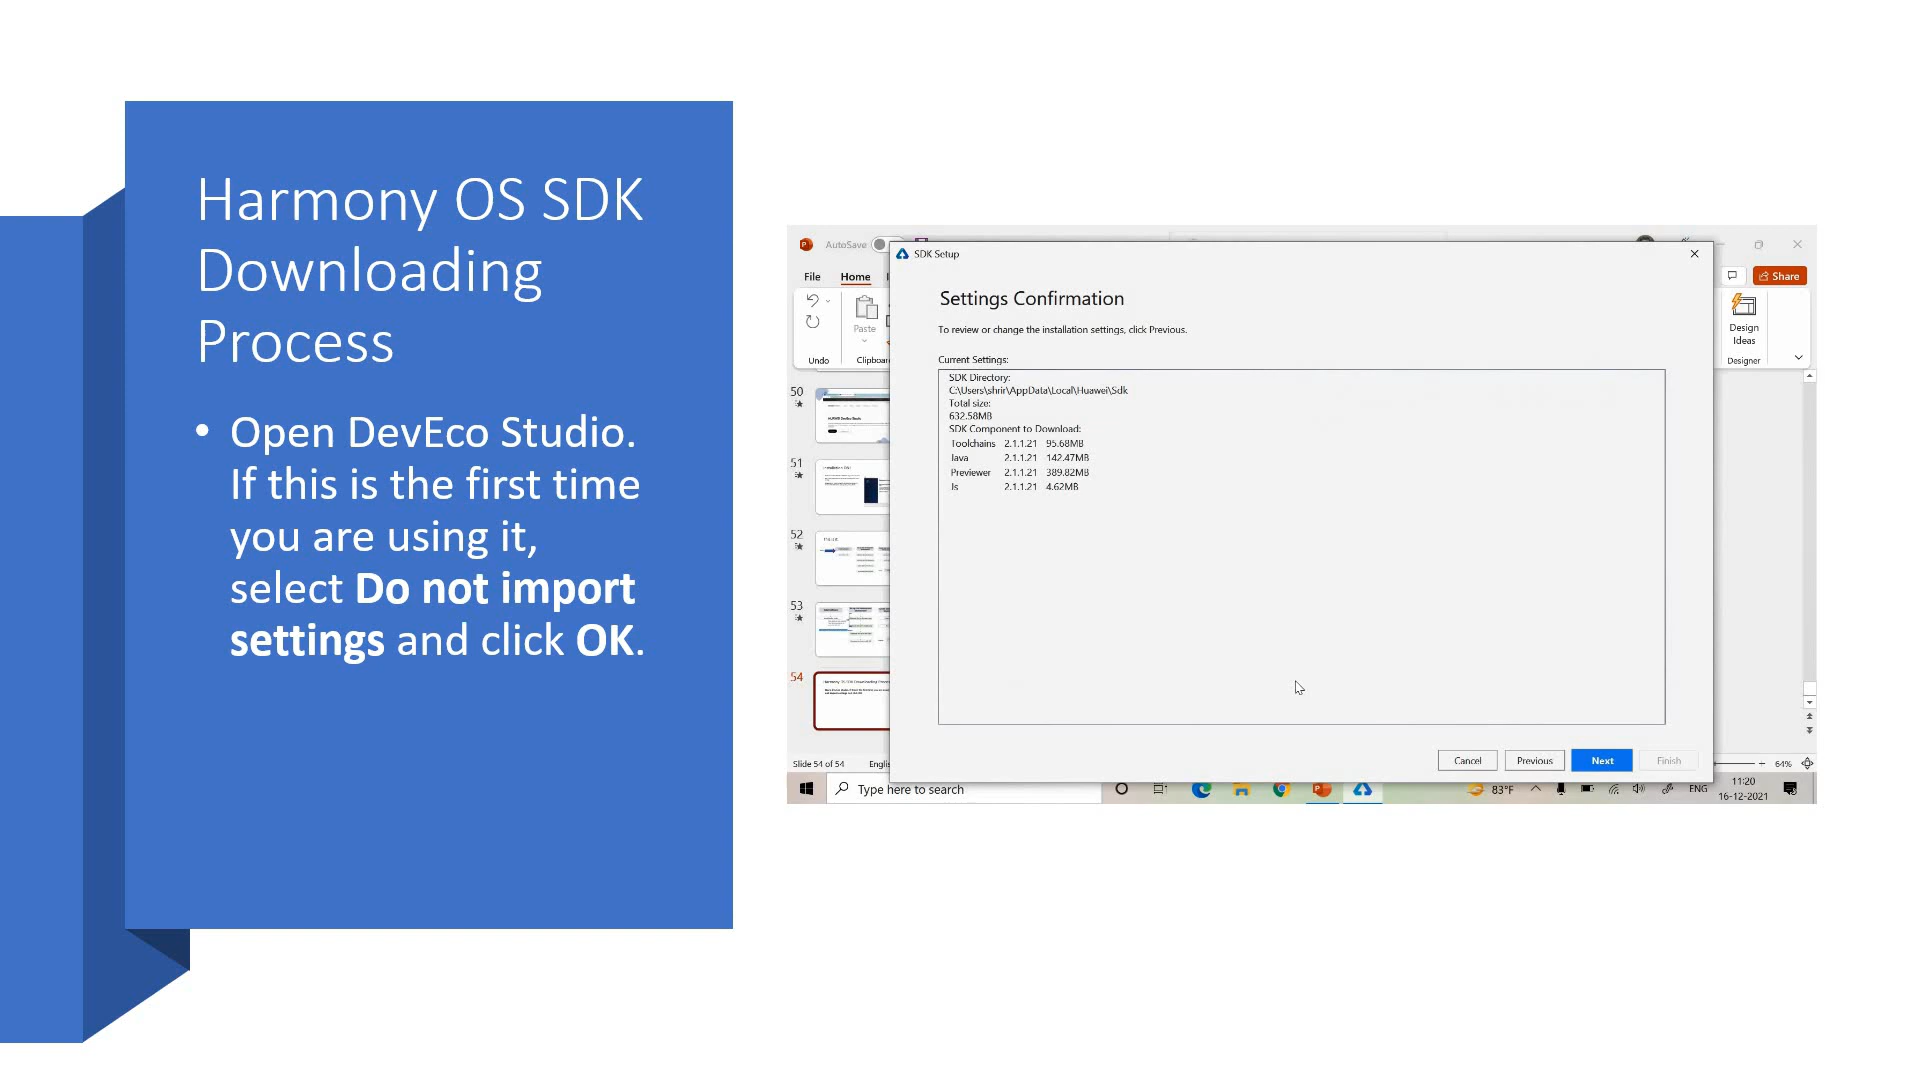 Harmony OS SDK
Downloading
Process
• Open DevEco Studio.
If this is the first time
you are using it,
select Do not import
settings and click OK.
AutoSave
File Home
Share
Undo
Paste
Clipboar
Design
Ideas
Designer
50
51
52
53
54
Slide 54 of 54
64%
SDK Setup
Settings Confirmation
To review or change the installation settings, click Previous.
Current Settings:
SDK Directory:
C:\Users\shrir\AppData\Local\Huawei\Sdk
Total size:
632.58MB
SDK Component to Download:
Toolchains 2.1.1.21 95.68MB
Java 2.1.1.21 142.47MB
Previewer 2.1.1.21 389.82MB
Js 2.1.1.21 4.62MB
Cancel Previous Next Finish
Type here to search
83°F
ENG
11:20
16-12-2021